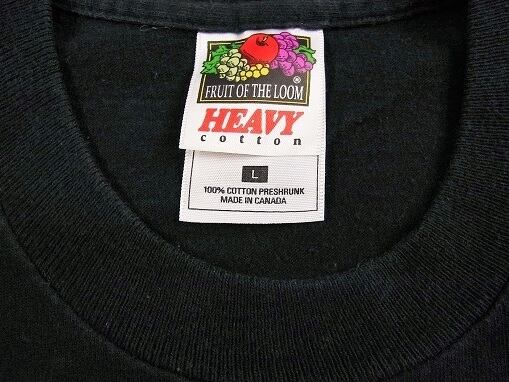 FRUIT OF THE LOOM
®
HEAVY
cotton
L
100% COTTON PRESHRUNK
MADE IN CANADA